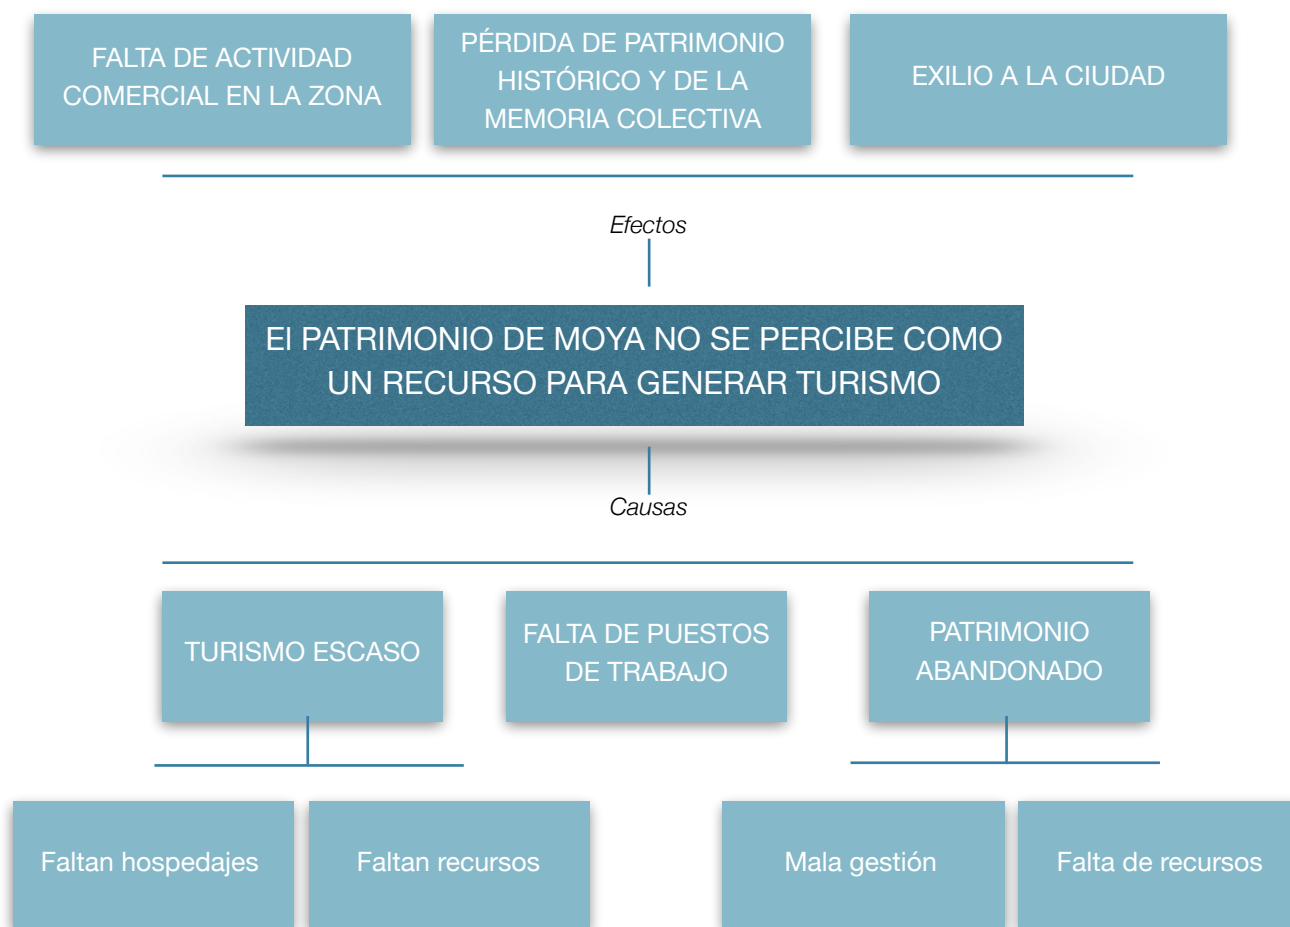 FALTA DE ACTIVIDAD
COMERCIAL EN LA ZONA
PÉRDIDA DE PATRIMONIO
HISTÓRICO Y DE LA
MEMORIA COLECTIVA
EXILIO A LA CIUDAD
Efectos
El PATRIMONIO DE MOYA NO SE PERCIBE COMO
UN RECURSO PARA GENERAR TURISMO
Causas
TURISMO ESCASO
FALTA DE PUESTOS
DE TRABAJO
PATRIMONIO
ABANDONADO
Faltan hospedajes
Faltan recursos
Mala gestión
Falta de recursos